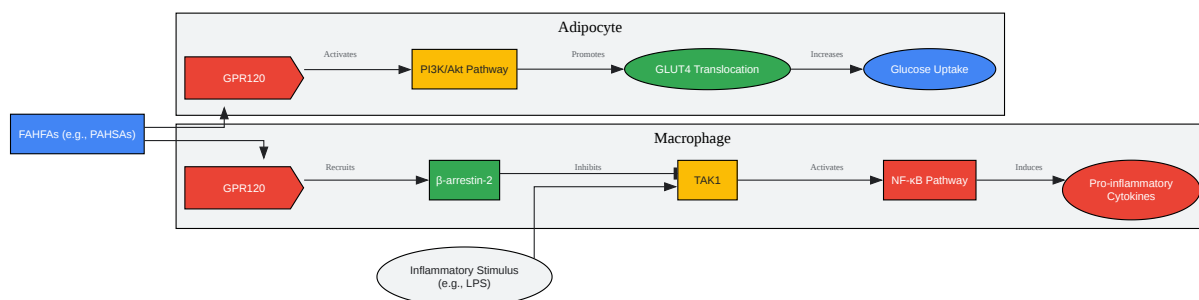 Adipocyte
Activates
Promotes
Increases
GPR120
PI3K/Akt Pathway
GLUT4 Translocation
Glucose Uptake
FAHFAs (e.g., PAHSAs)
Macrophage
Recruits
Inhibits
Activates
Induces
GPR120
β-arrestin-2
TAK1
NF-κB Pathway
Pro-inflammatory
Cytokines
Inflammatory Stimulus
(e.g., LPS)